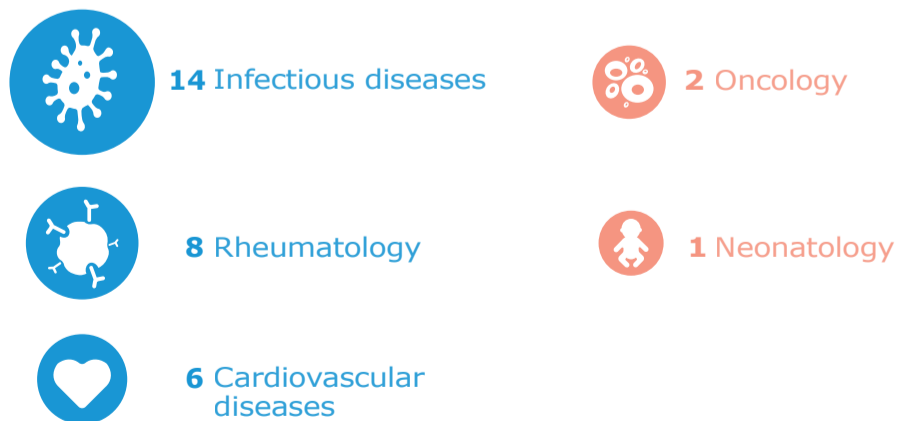 14 Infectious diseases
8 Rheumatology
6 Cardiovascular
diseases
2 Oncology
1 Neonatology